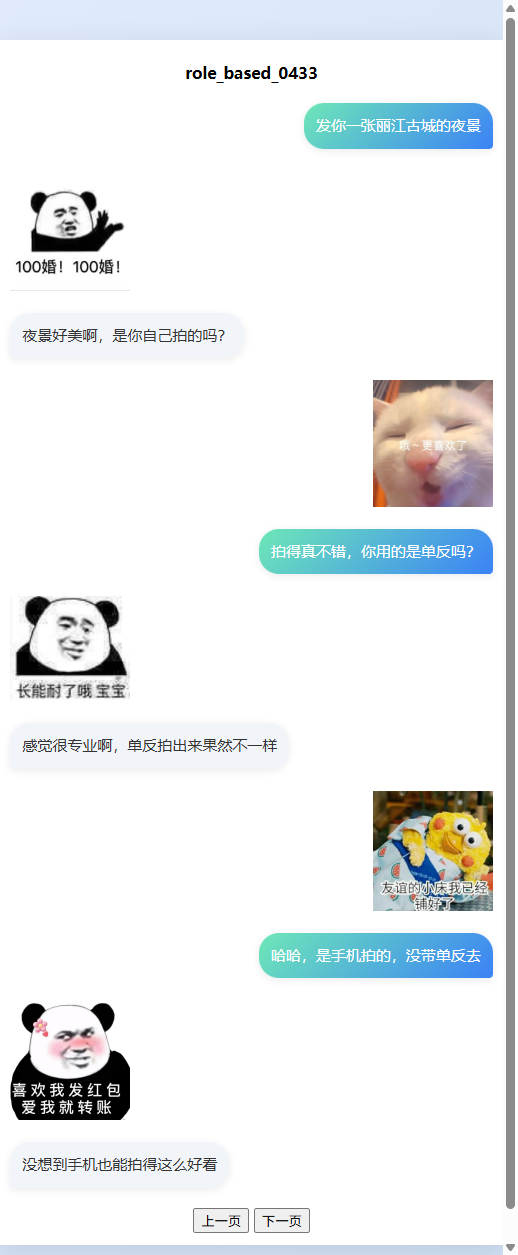 role_based_0433
发你一张丽江古城的夜景
100婚！100婚！
夜景好美啊，是你自己拍的吗？
哦~更喜欢了
拍得真不错，你用的是单反吗？
长能耐了哦 宝宝
感觉很专业啊，单反拍出来果然不一样
友谊的小床我已经
铺好了
哈哈，是手机拍的，没带单反去
喜欢我发红包
爱我就转账
没想到手机也能拍得这么好看
上一页 下一页